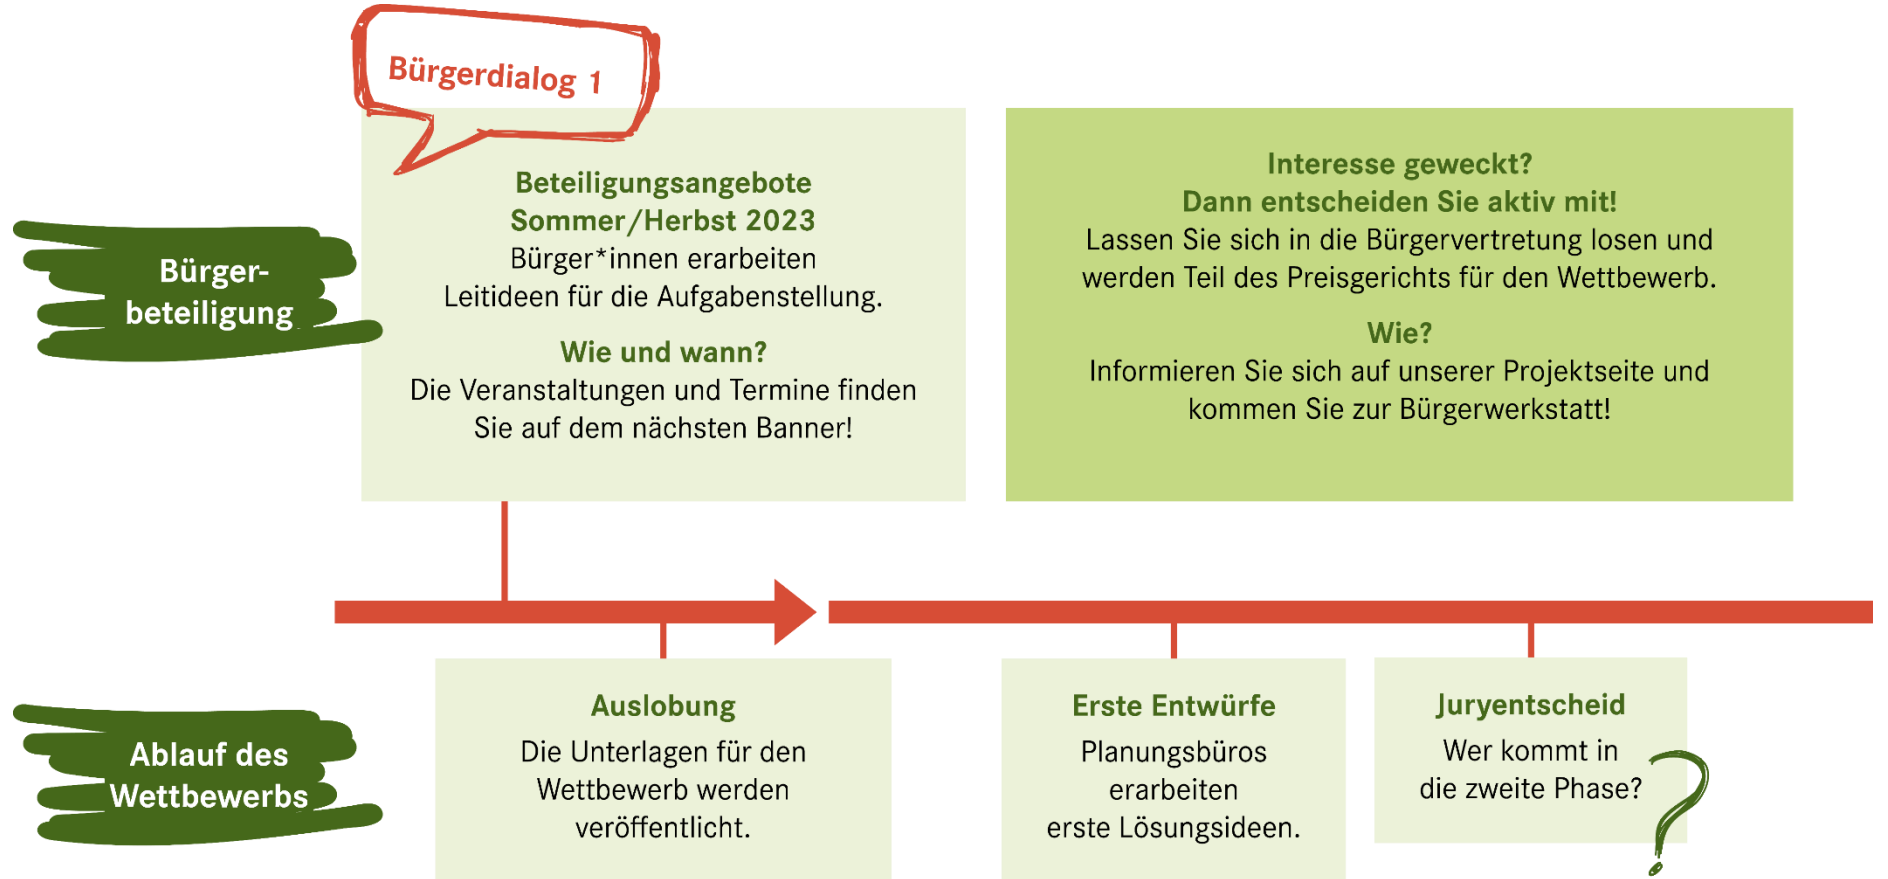 Bürgerdialog 1
Bürger-
beteiligung
Beteiligungsangebote
Sommer/Herbst 2023
Bürger*innen erarbeiten
Leitideen für die Aufgabenstellung.
Wie und wann?
Die Veranstaltungen und Termine finden
Sie auf dem nächsten Banner!
Interesse geweckt?
Dann entscheiden Sie aktiv mit!
Lassen Sie sich in die Bürgervertretung losen und
werden Teil des Preisgerichts für den Wettbewerb.
Wie?
Informieren Sie sich auf unserer Projektseite und
kommen Sie zur Bürgerwerkstatt!
Ablauf des
Wettbewerbs
Auslobung
Die Unterlagen für den
Wettbewerb werden
veröffentlicht.
Erste Entwürfe
Planungsbüros
erarbeiten
erste Lösungsideen.
Juryentscheid
Wer kommt in
die zweite Phase?
?